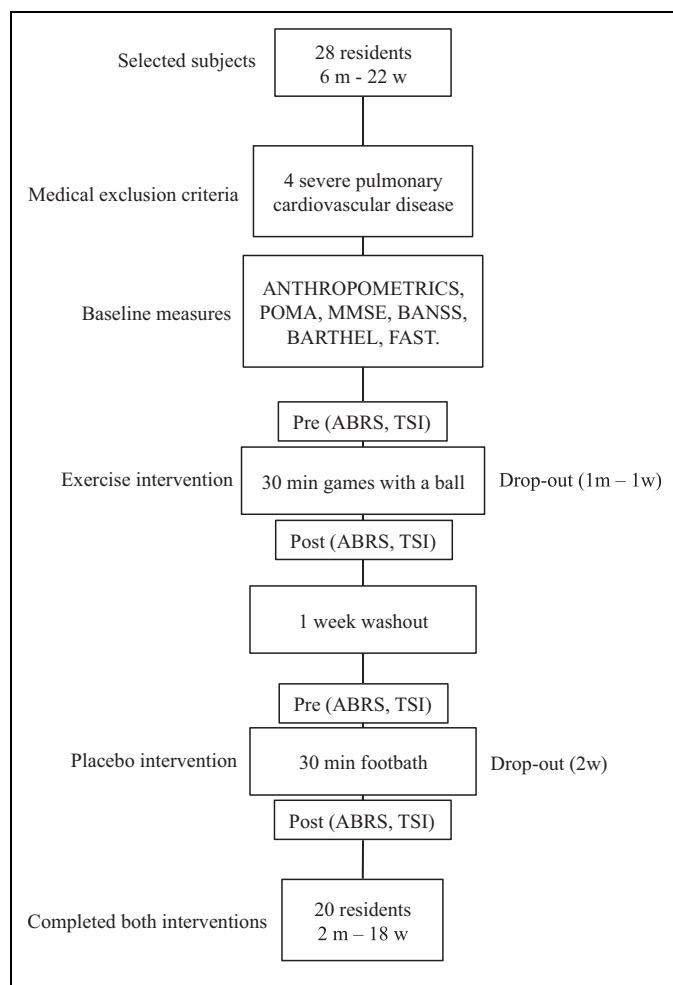 Selected subjects
28 residents
6 m - 22 w
Medical exclusion criteria
4 severe pulmonary
cardiovascular disease
Baseline measures
ANTHROPOMETRICS,
POMA, MMSE, BANSS,
BARTHEL, FAST.
Pre (ABRS, TSI)
Exercise intervention
30 min games with a ball
Drop-out (1m – 1w)
Post (ABRS, TSI)
1 week washout
Pre (ABRS, TSI)
Placebo intervention
30 min footbath
Drop-out (2w)
Post (ABRS, TSI)
Completed both interventions
20 residents
2 m – 18 w